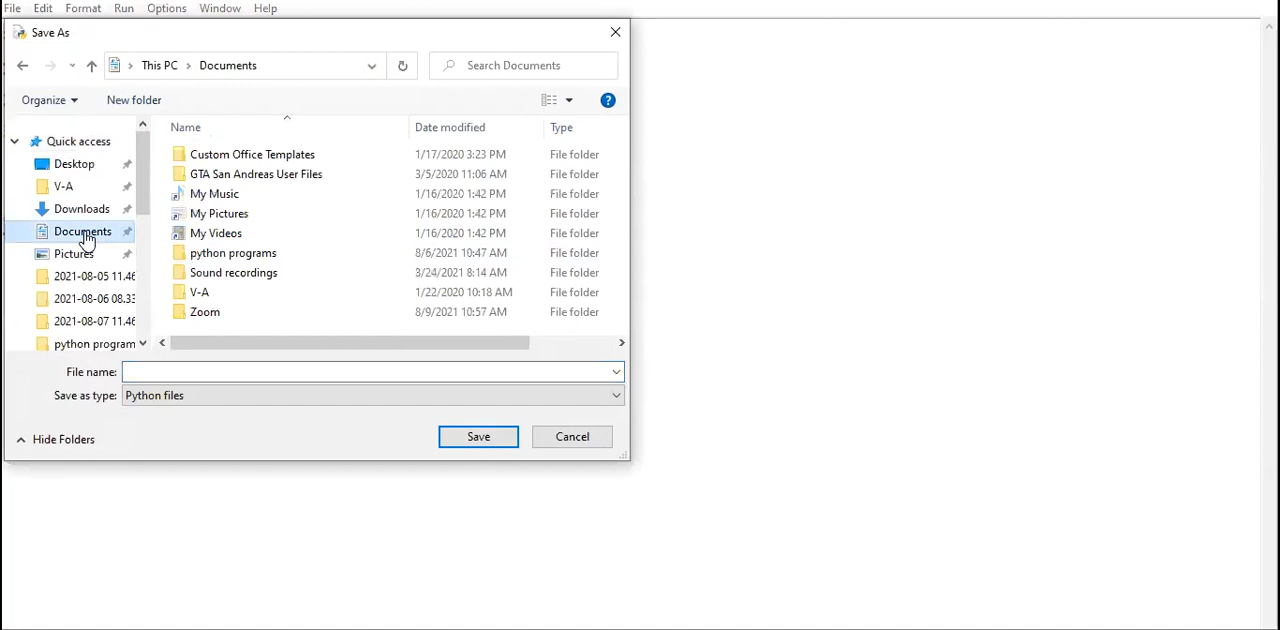 File Edit Format Run Options Window Help
Save As
This PC > Documents
Search Documents
Organize New folder
?
Name Date modified Type
Quick access
Desktop
V-A
Downloads
Documents
Pictures
2021-08-05 11.46
2021-08-06 08.33
2021-08-07 11.46
python program
Custom Office Templates 1/17/2020 3:23 PM File folder
GTA San Andreas User Files 3/5/2020 11:06 AM File folder
My Music 1/16/2020 1:42 PM File folder
My Pictures 1/16/2020 1:42 PM File folder
My Videos 1/16/2020 1:42 PM File folder
python programs 8/6/2021 10:47 AM File folder
Sound recordings 3/24/2021 8:14 AM File folder
V-A 1/22/2020 10:18 AM File folder
Zoom 8/9/2021 10:57 AM File folder
File name:
Save as type: Python files
Hide Folders Save Cancel